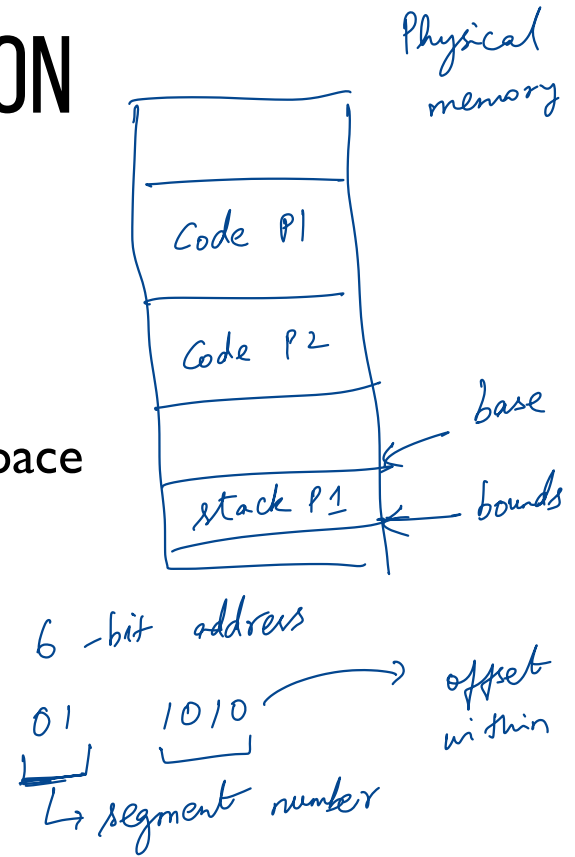 ON
Physical
memory
Code P1
Code P2
base
pace
stack P1
bounds
6-bit address
01 1010
offset
within
segment number